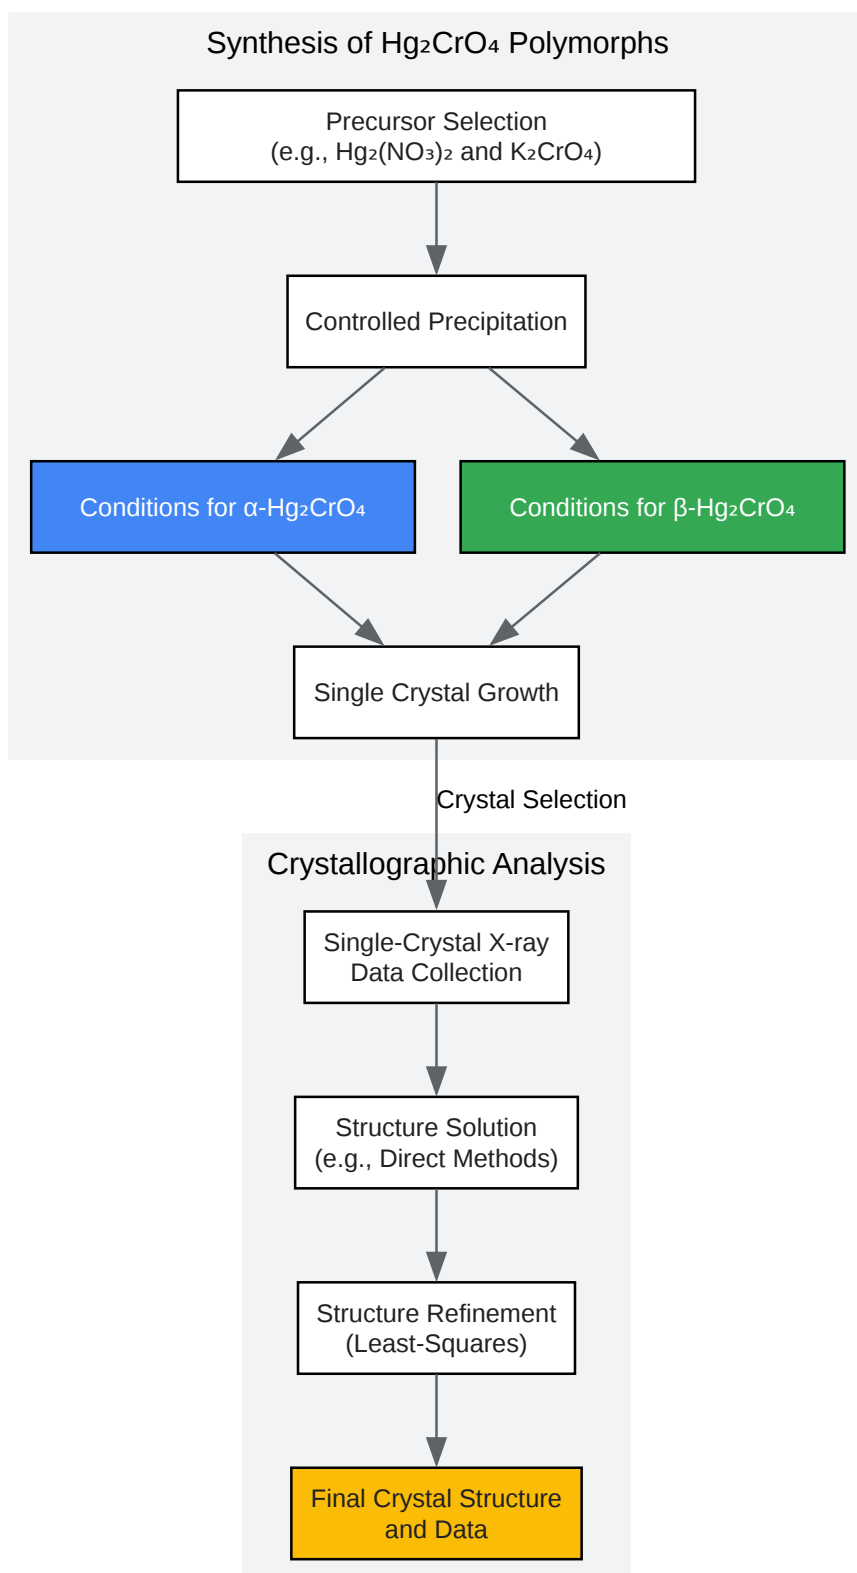 Synthesis of Hg₂CrO₄ Polymorphs
Precursor Selection
(e.g., Hg₂(NO₃)₂ and K₂CrO₄)
Controlled Precipitation
Conditions for α-Hg₂CrO₄
Conditions for β-Hg₂CrO₄
Single Crystal Growth
Crystal Selection
Crystallographic Analysis
Single-Crystal X-ray
Data Collection
Structure Solution
(e.g., Direct Methods)
Structure Refinement
(Least-Squares)
Final Crystal Structure
and Data